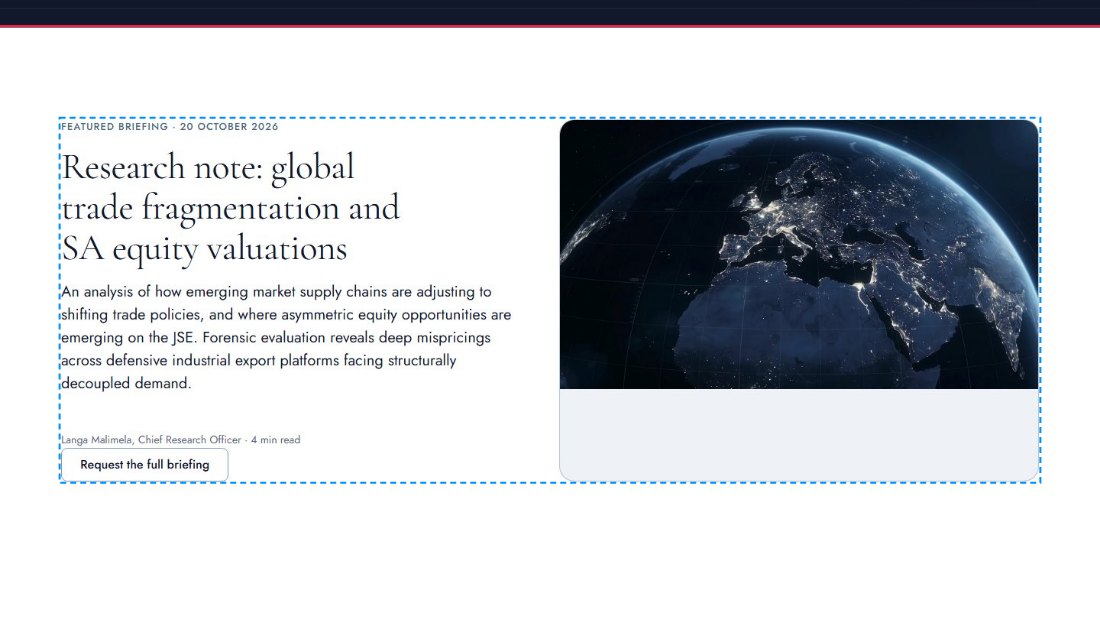 FEATURED BRIEFING · 20 OCTOBER 2026
Research note: global
trade fragmentation and
SA equity valuations
An analysis of how emerging market supply chains are adjusting to
shifting trade policies, and where asymmetric equity opportunities are
emerging on the JSE. Forensic evaluation reveals deep mispricings
across defensive industrial export platforms facing structurally
decoupled demand.
Langa Malimela, Chief Research Officer · 4 min read
Request the full briefing